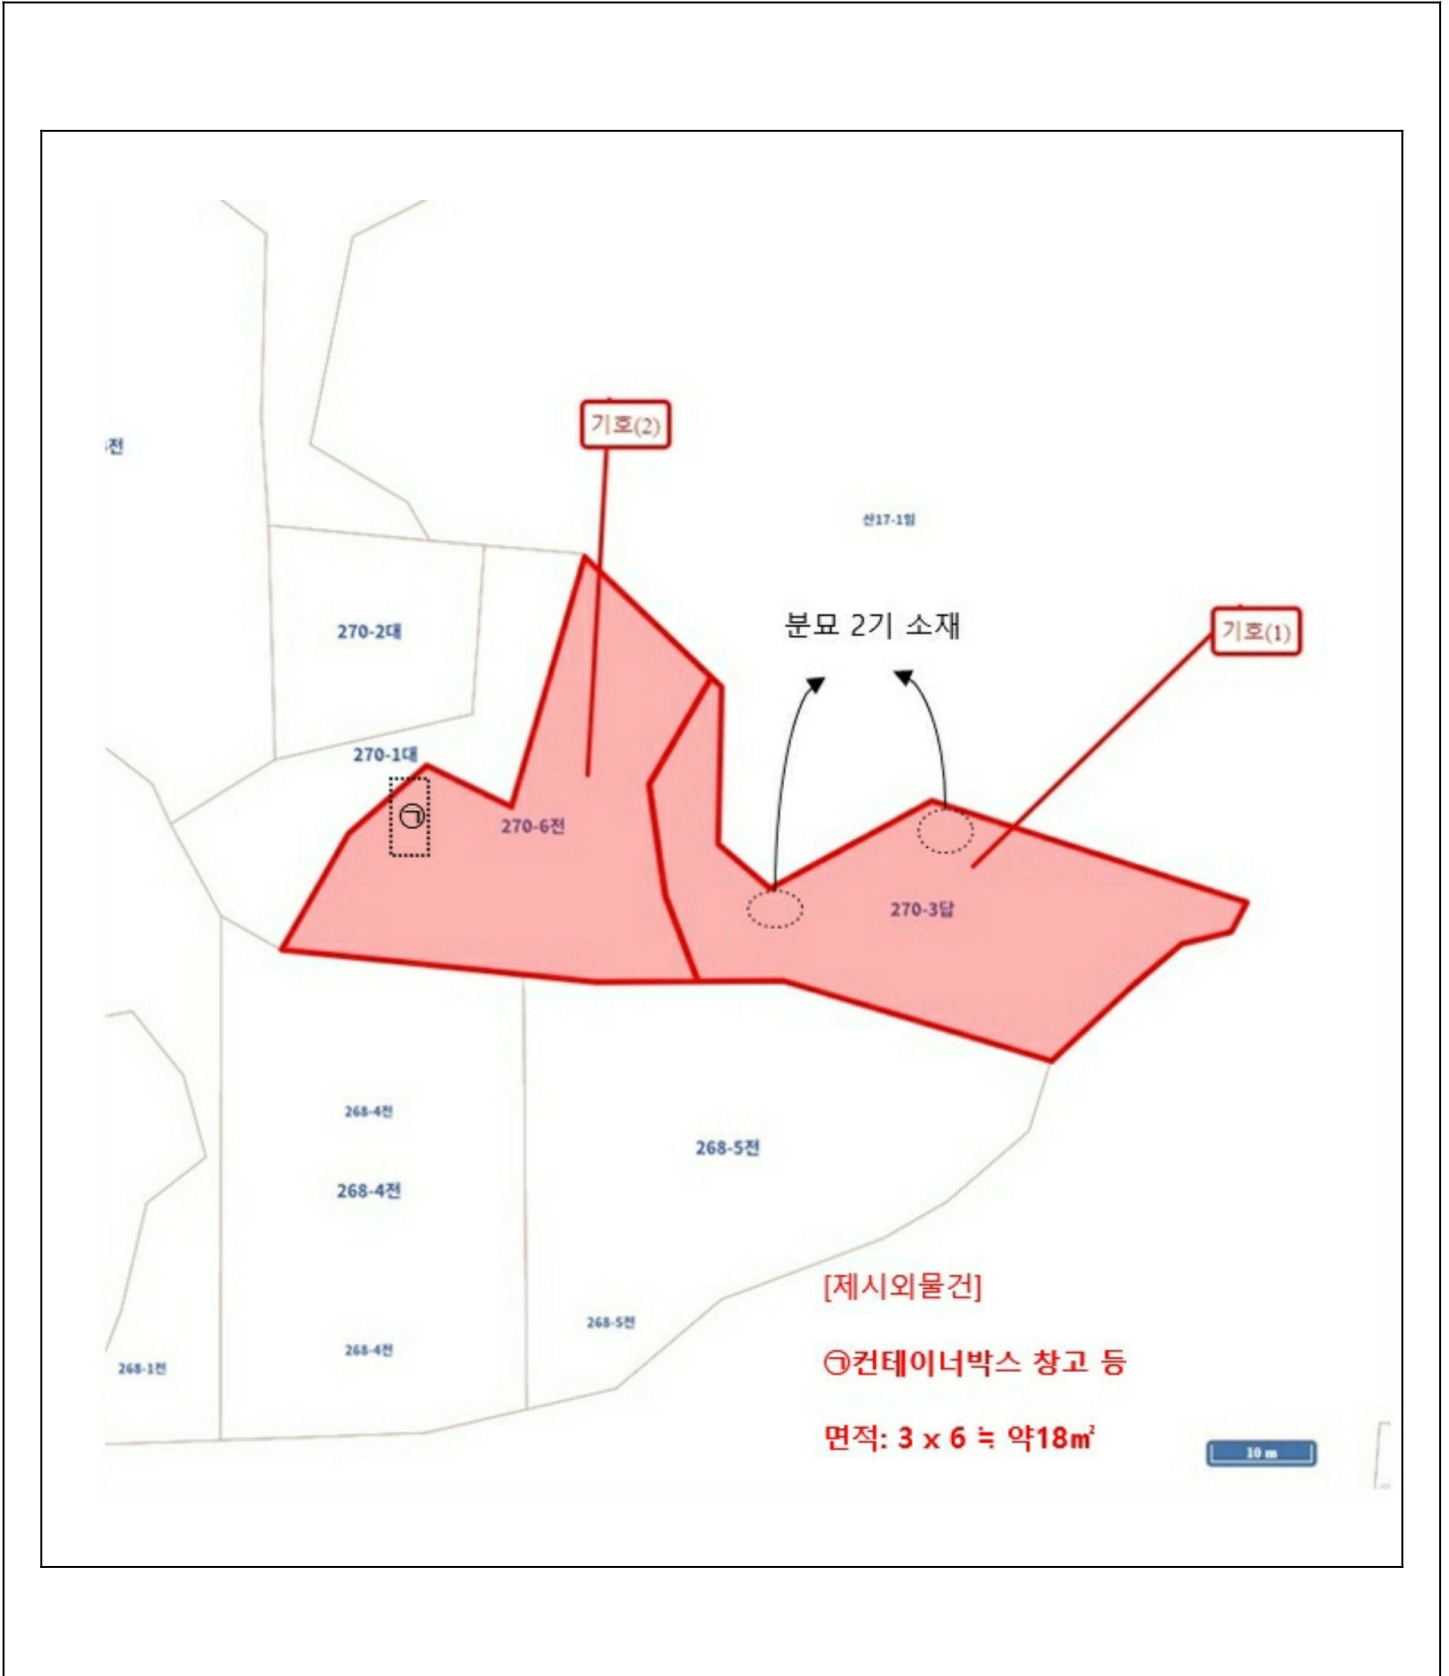 기호(2)
전
산17-1임
분묘 2기 소재
기호(1)
270-2대
270-1대
㉠
270-6전
270-3답
268-4전
268-5전
268-4전
[제시외물건]
268-5전
268-4전
㉠컨테이너박스 창고 등
268-1전
면적: 3 x 6 ≒ 약18㎡
10 m